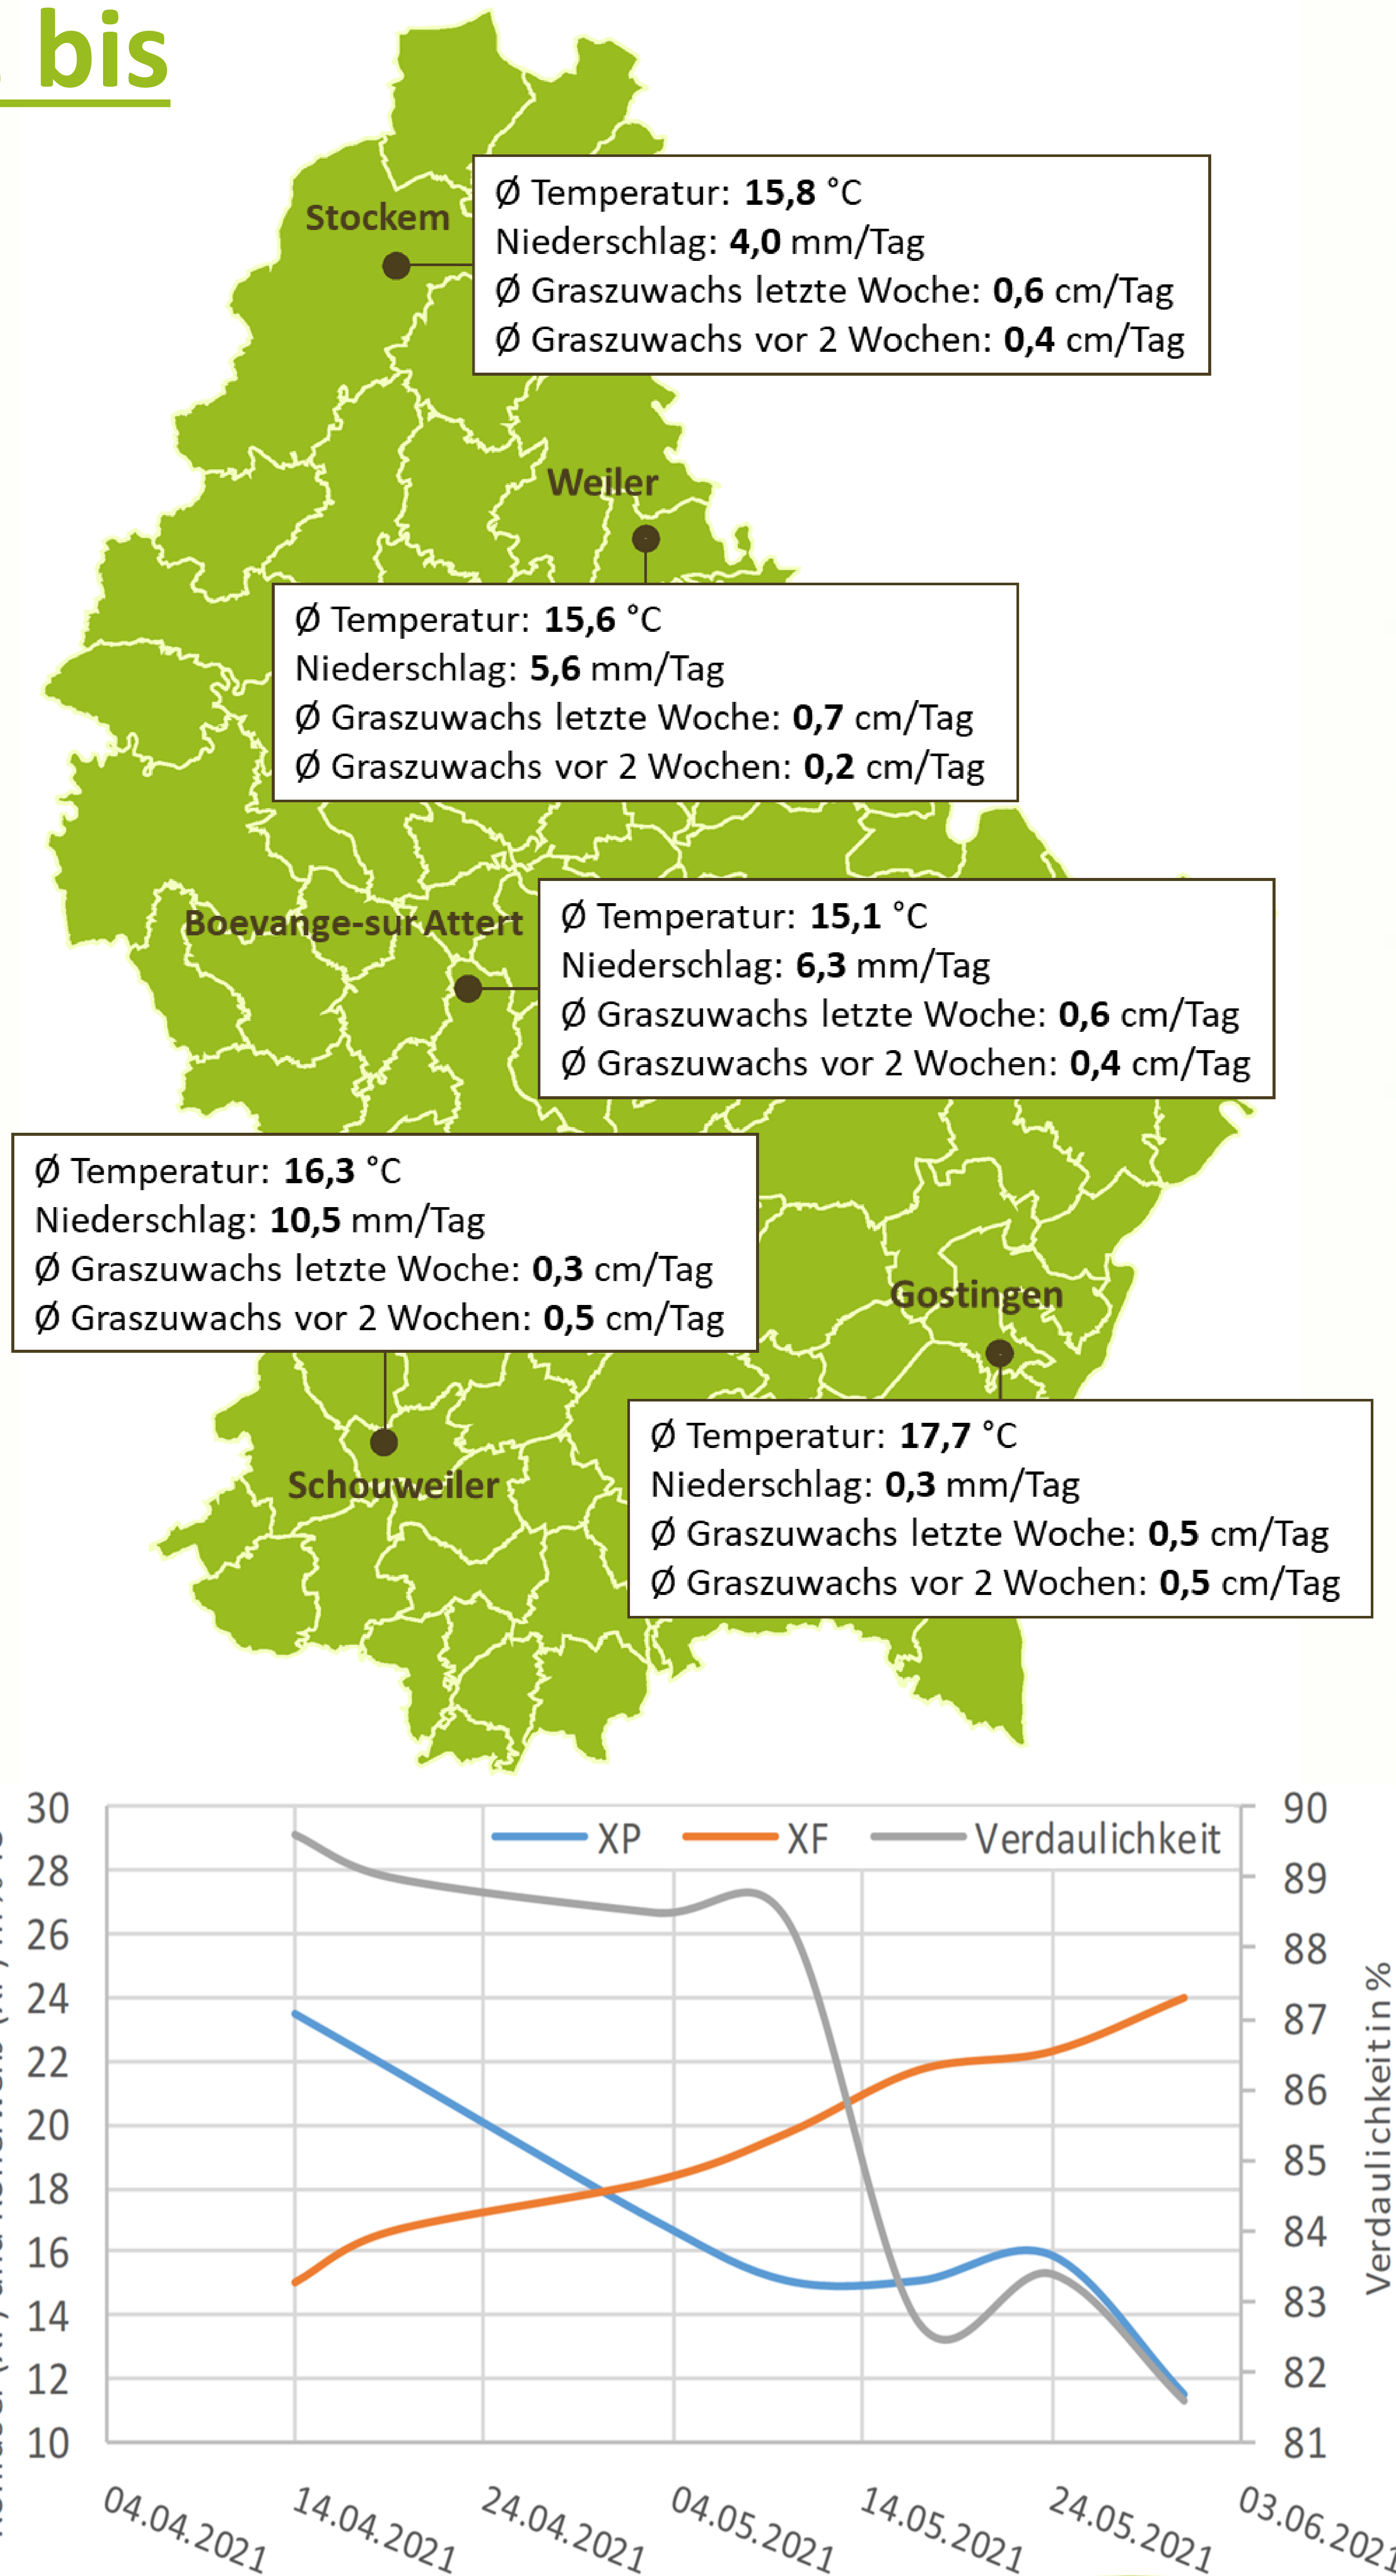 bis
Stockem
Ø Temperatur: 15,8 °C
Niederschlag: 4,0 mm/Tag
Ø Graszuwachs letzte Woche: 0,6 cm/Tag
Ø Graszuwachs vor 2 Wochen: 0,4 cm/Tag
Weiler
Ø Temperatur: 15,6 °C
Niederschlag: 5,6 mm/Tag
Ø Graszuwachs letzte Woche: 0,7 cm/Tag
Ø Graszuwachs vor 2 Wochen: 0,2 cm/Tag
Boevange-sur Attert
Ø Temperatur: 15,1 °C
Niederschlag: 6,3 mm/Tag
Ø Graszuwachs letzte Woche: 0,6 cm/Tag
Ø Graszuwachs vor 2 Wochen: 0,4 cm/Tag
Ø Temperatur: 16,3 °C
Niederschlag: 10,5 mm/Tag
Ø Graszuwachs letzte Woche: 0,3 cm/Tag
Ø Graszuwachs vor 2 Wochen: 0,5 cm/Tag
Schouweiler
Gostingen
Ø Temperatur: 17,7 °C
Niederschlag: 0,3 mm/Tag
Ø Graszuwachs letzte Woche: 0,5 cm/Tag
Ø Graszuwachs vor 2 Wochen: 0,5 cm/Tag
XP XF Verdaulichkeit
30
28
26
24
22
20
18
16
14
12
10
90
89
88
87
86
85
84
83
82
81
Verdaulichkeit in %
04.04.2021
14.04.2021
24.04.2021
04.05.2021
14.05.2021
24.05.2021
03.06.2021